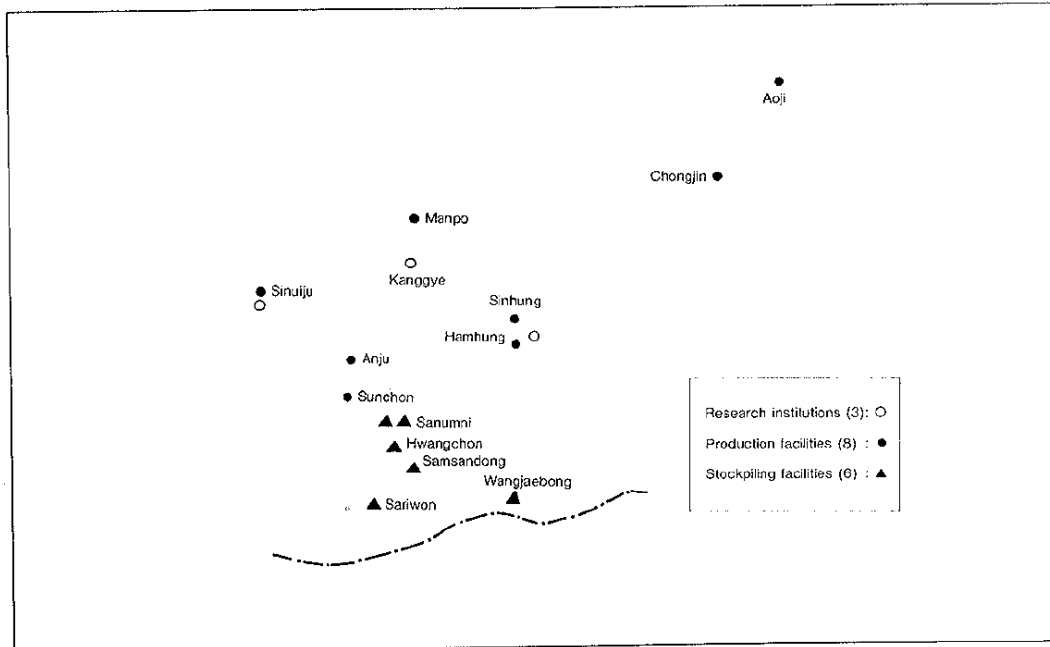 Aoji
Chongjin
Manpo
Kanggye
Sinuiju
Sinhung
Hamhung
Anju
Sunchon
Sanumni
Hwangchon
Samsandong
Wangjaebong
Sariwon
Research institutions (3):
Production facilities (8) :
Stockpiling facilities (6) :